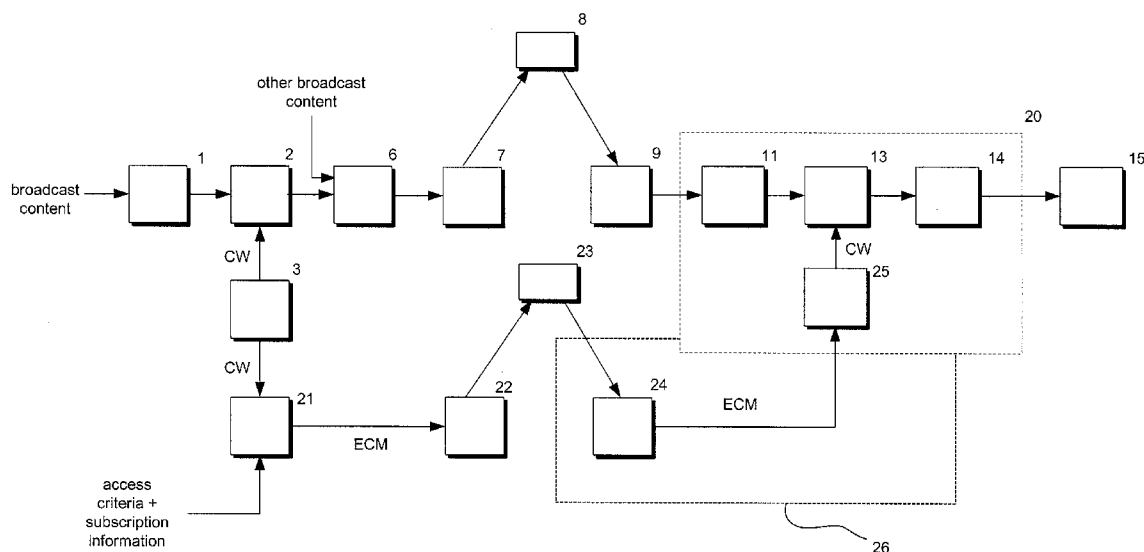 8
other broadcast
content
20
1
2
6
7
9
11
13
14
15
broadcast
content
CW
3
23
CW
25
CW
21
22
24
ECM
ECM
access
criteria +
subscription
information
26